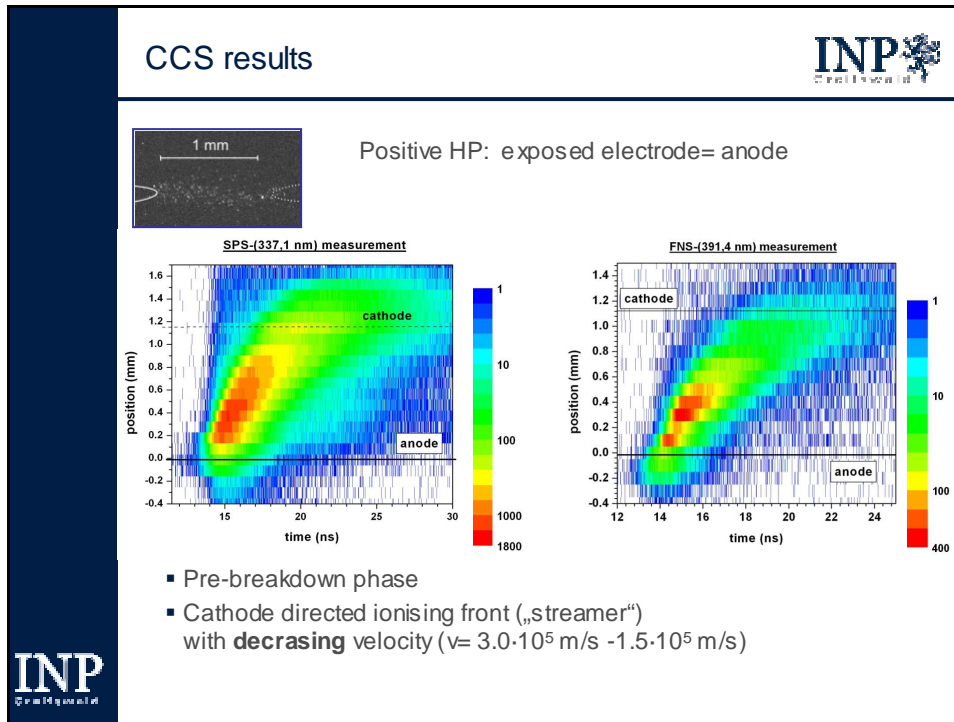 CCS results
INP
Greifswald
1 mm
Positive HP: exposed electrode= anode
SPS-(337,1 nm) measurement
1.6
1.4
1.2
1.0
0.8
0.6
0.4
0.2
0.0
-0.2
-0.4
position (mm)
cathode
anode
15
20
25
30
time (ns)
1
10
100
1000
1800
FNS-(391,4 nm) measurement
1.4
1.2
1.0
0.8
0.6
0.4
0.2
0.0
-0.2
-0.4
position (mm)
cathode
anode
12
14
16
18
20
22
24
time (ns)
1
10
100
400
▪ Pre-breakdown phase
▪ Cathode directed ionising front („streamer“)
with decrasing velocity (v= 3.0·10⁵ m/s -1.5·10⁵ m/s)
INP
Greifswald